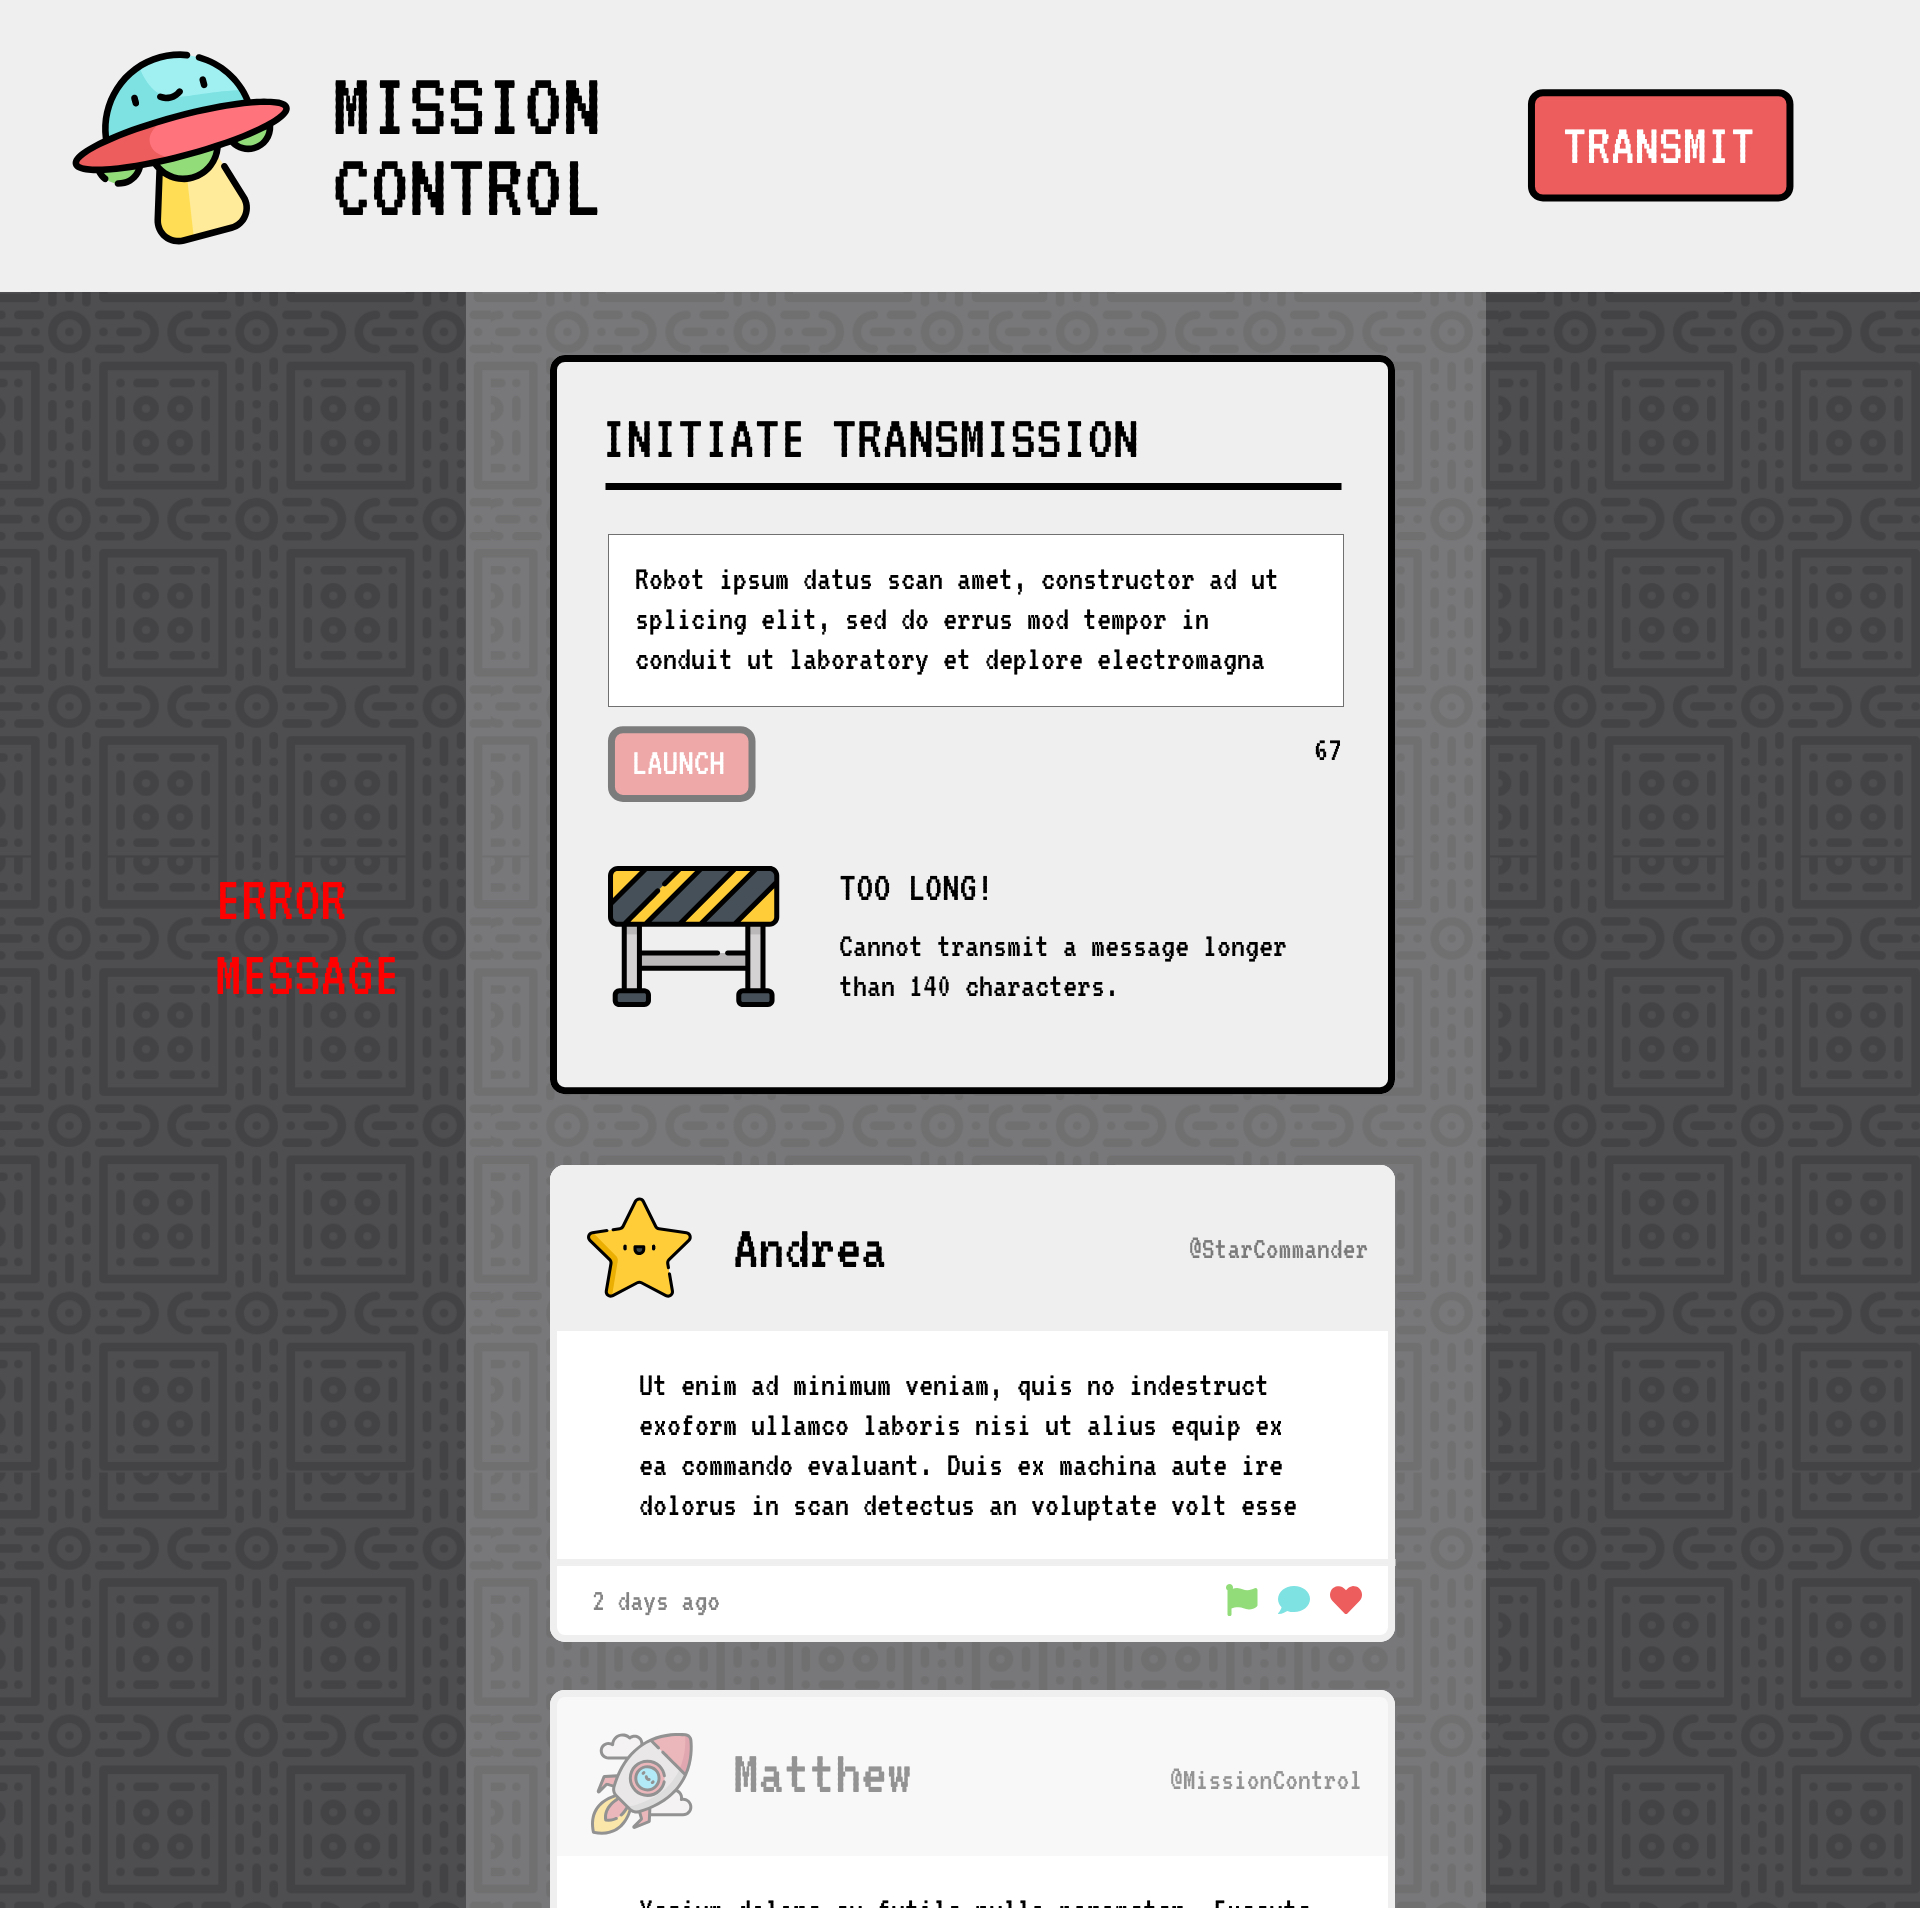 MISSION
CONTROL
TRANSMIT
INITIATE TRANSMISSION
Robot ipsum datus scan amet, constructor ad ut
splicing elit, sed do errus mod tempor in
conduit ut laboratory et deplore electromagna
LAUNCH
67
ERROR
MESSAGE
TOO LONG!
Cannot transmit a message longer
than 140 characters.
Andrea
@StarCommander
Ut enim ad minimum veniam, quis no indestruct
exoform ullamco laboris nisi ut alius equip ex
ea commando evaluant. Duis ex machina aute ire
dolorus in scan detectus an voluptate volt esse
2 days ago
Matthew
@MissionControl